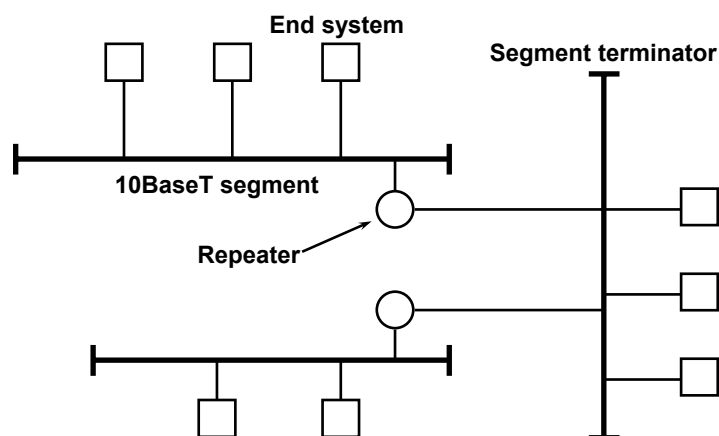 End system
Segment terminator
10BaseT segment
Repeater